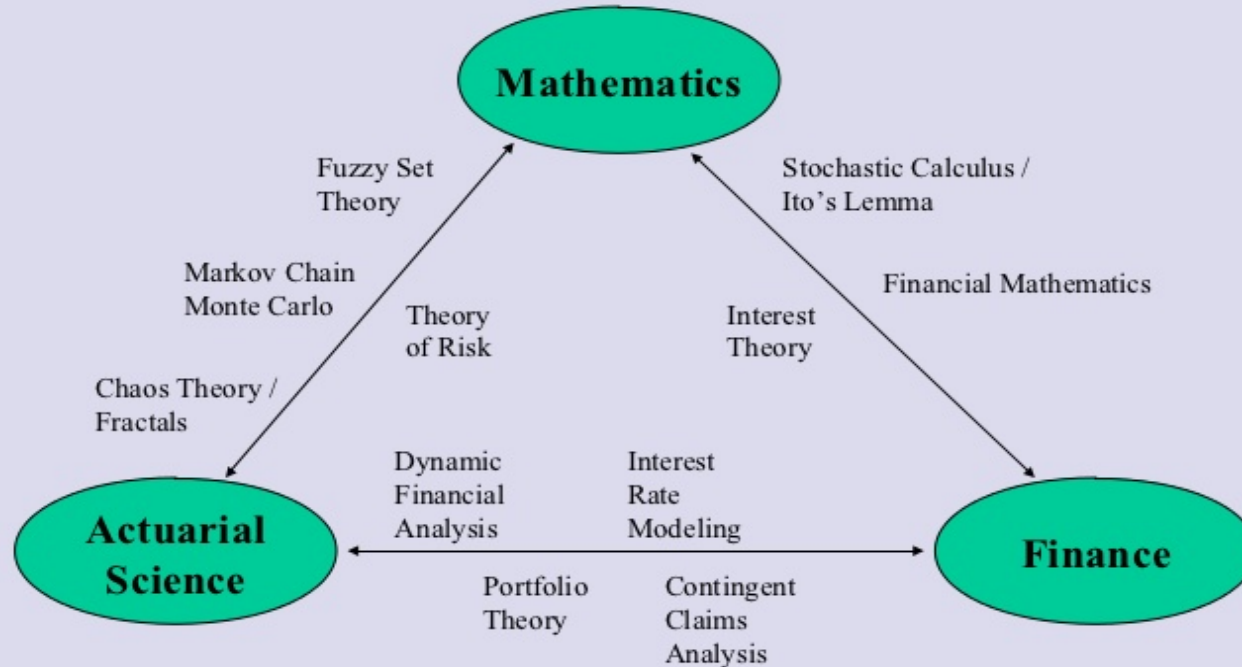 Mathematics
Fuzzy Set
Theory
Stochastic Calculus /
Ito's Lemma
Markov Chain
Monte Carlo
Financial Mathematics
Theory
of Risk
Interest
Theory
Chaos Theory /
Fractals
Dynamic
Financial
Analysis
Interest
Rate
Modeling
Actuarial
Science
Finance
Portfolio
Theory
Contingent
Claims
Analysis